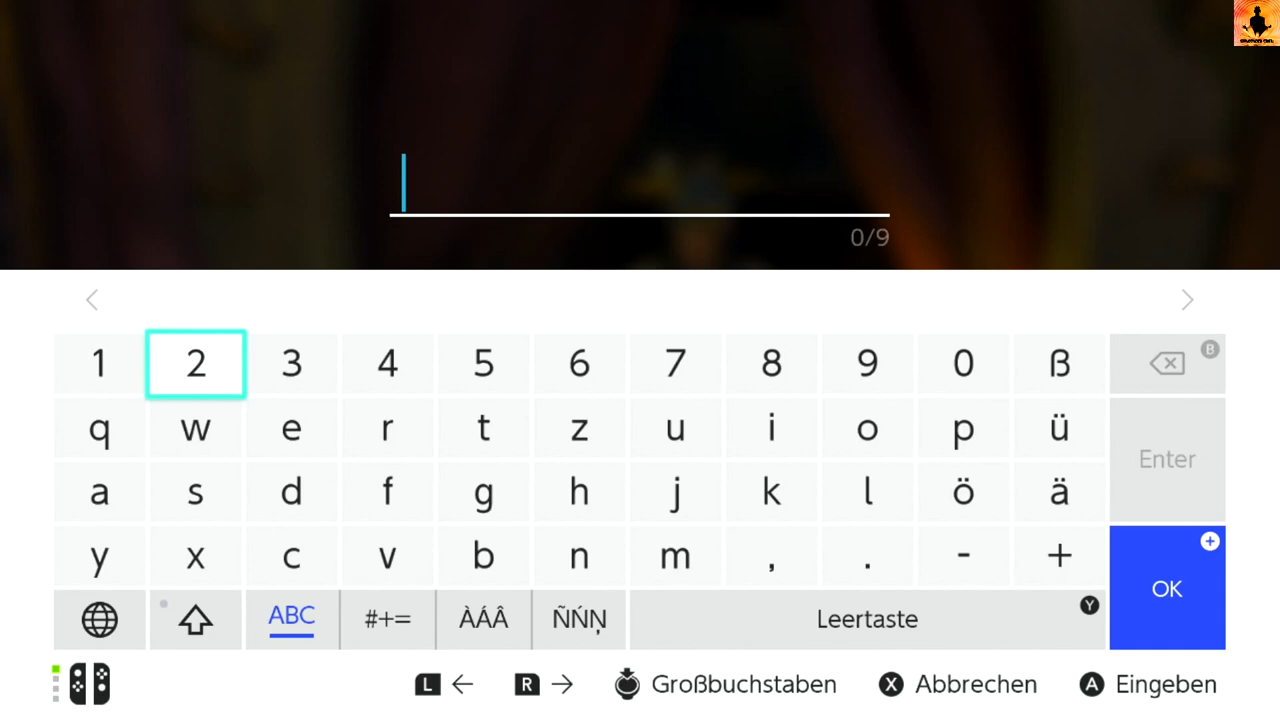 0/9
1 2 3 4 5 6 7 8 9 0 ß B
q w e r t z u i o p ü
Enter
a s d f g h j k l ö ä
y x c v b n m , . - +
OK
ABC #+= ÀÁÂ ÑŃŅ Leertaste Y
L ← R → Großbuchstaben X Abbrechen A Eingeben